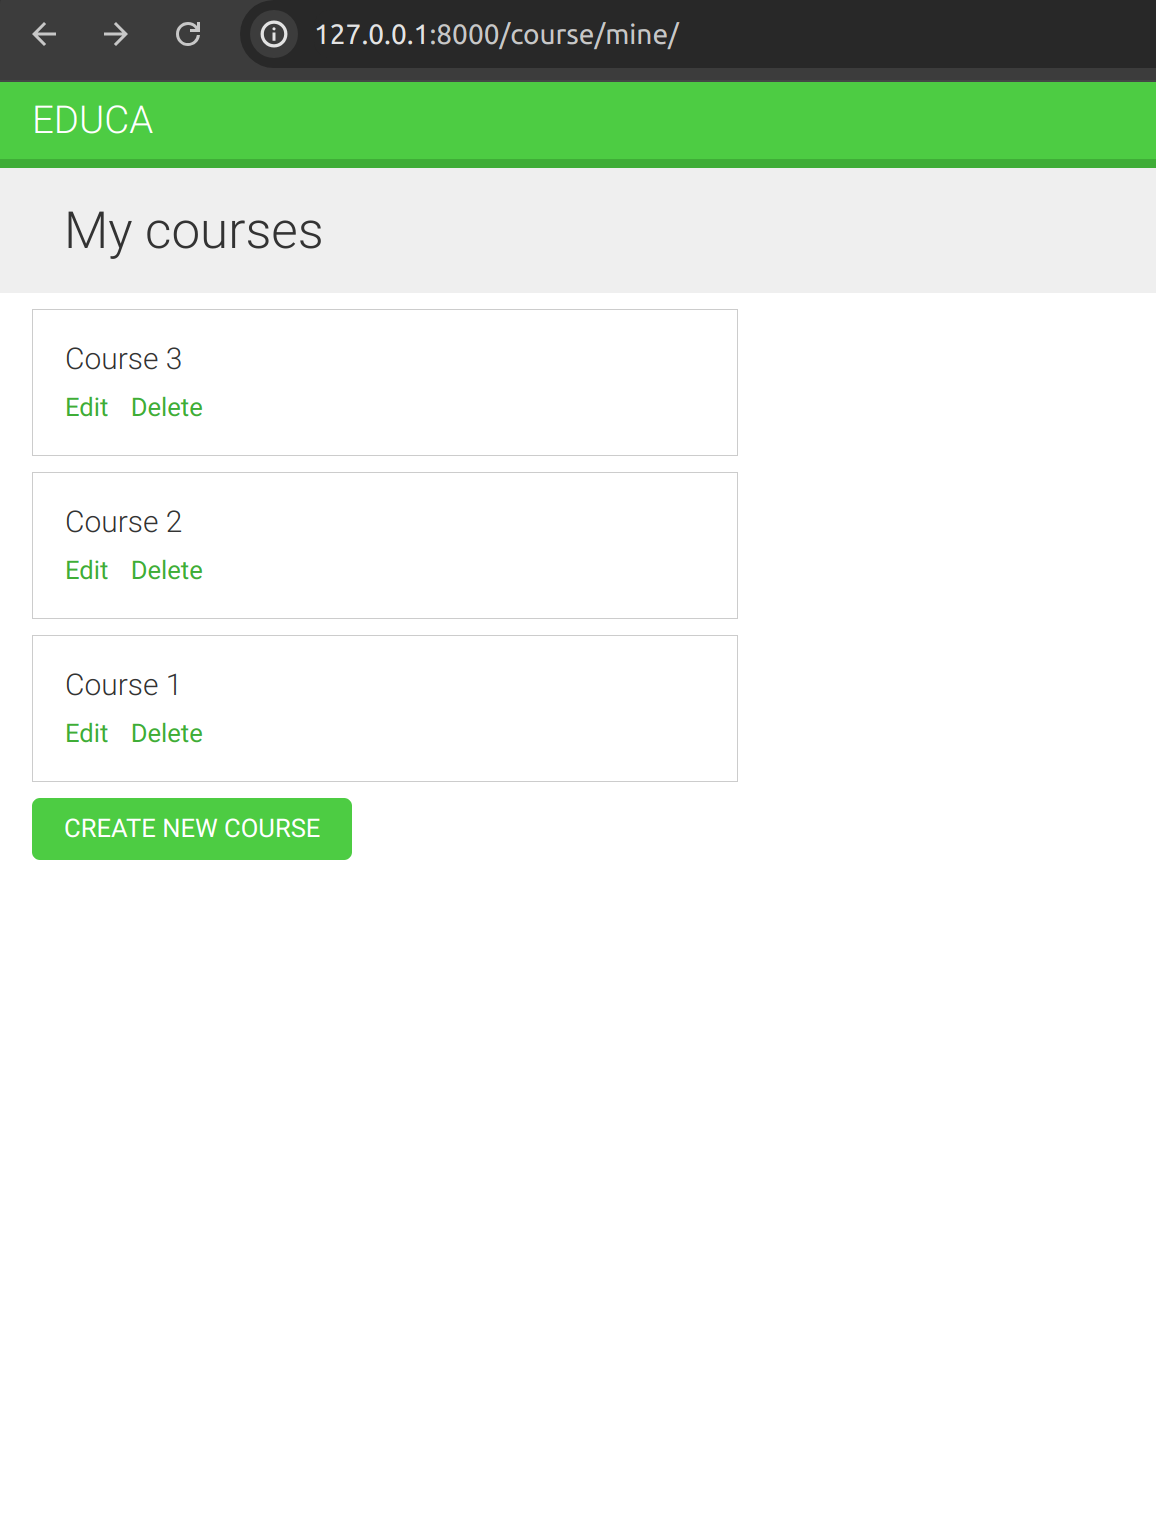 127.0.0.1:8000/course/mine/
EDUCA
My courses
Course 3
Edit Delete
Course 2
Edit Delete
Course 1
Edit Delete
CREATE NEW COURSE